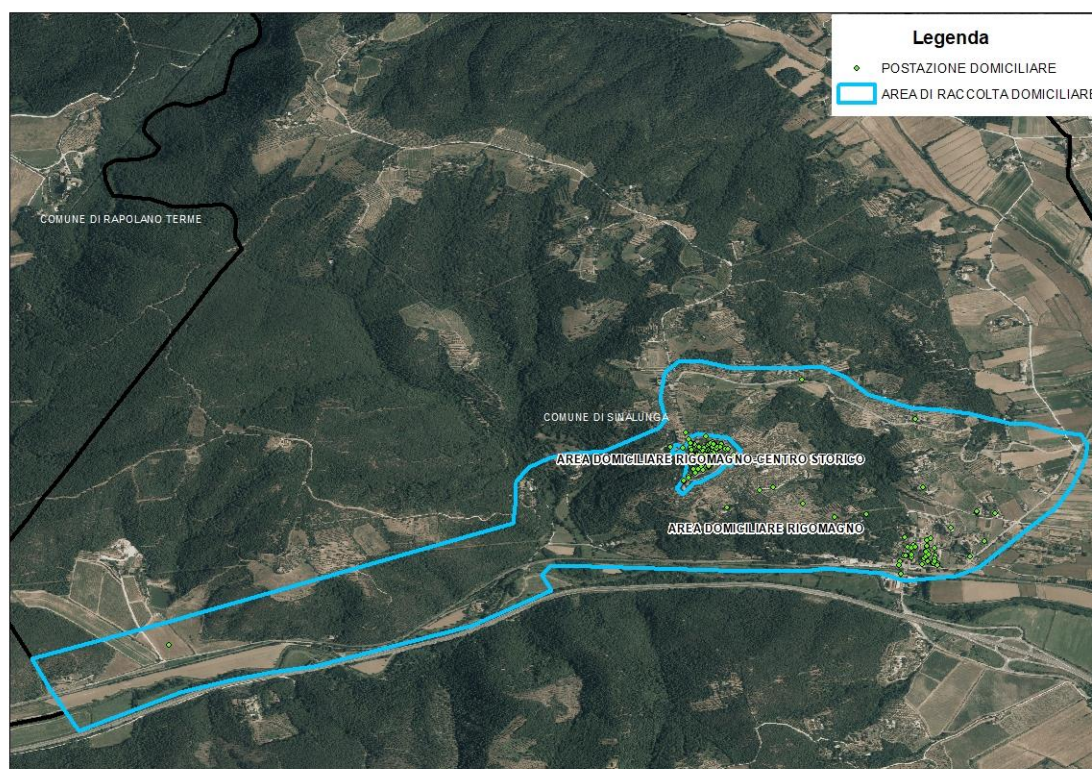 Legenda
POSTAZIONE DOMICILIARE
AREA DI RACCOLTA DOMICILIARE
COMUNE DI RAPOLANO TERME
COMUNE DI SINALUNGA
AREA DOMICILIARE RIGOMAGNO-CENTRO STORICO
AREA DOMICILIARE RIGOMAGNO